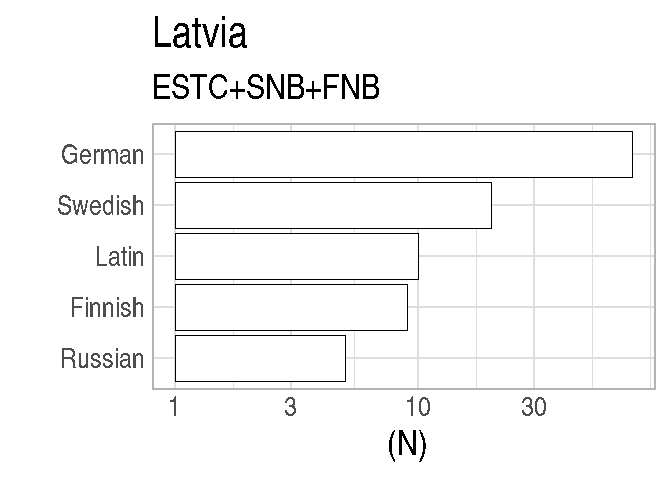 Latvia
ESTC+SNB+FNB
German
Swedish
Latin
Finnish
Russian
1 3 10 30
(N)